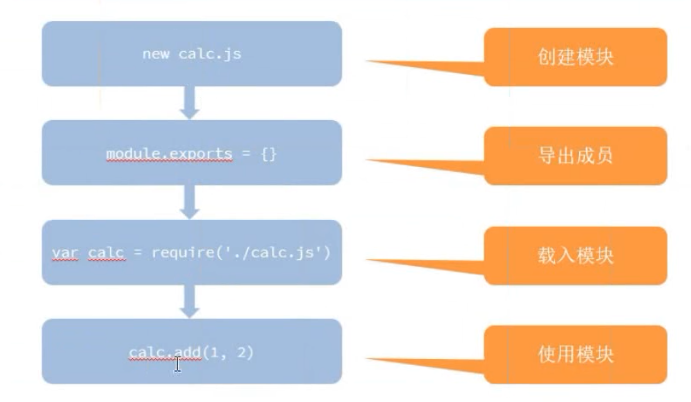 new calc.js
创建模块
module.exports = {}
导出成员
var calc = require('./calc.js')
载入模块
calc.add(1, 2)
使用模块